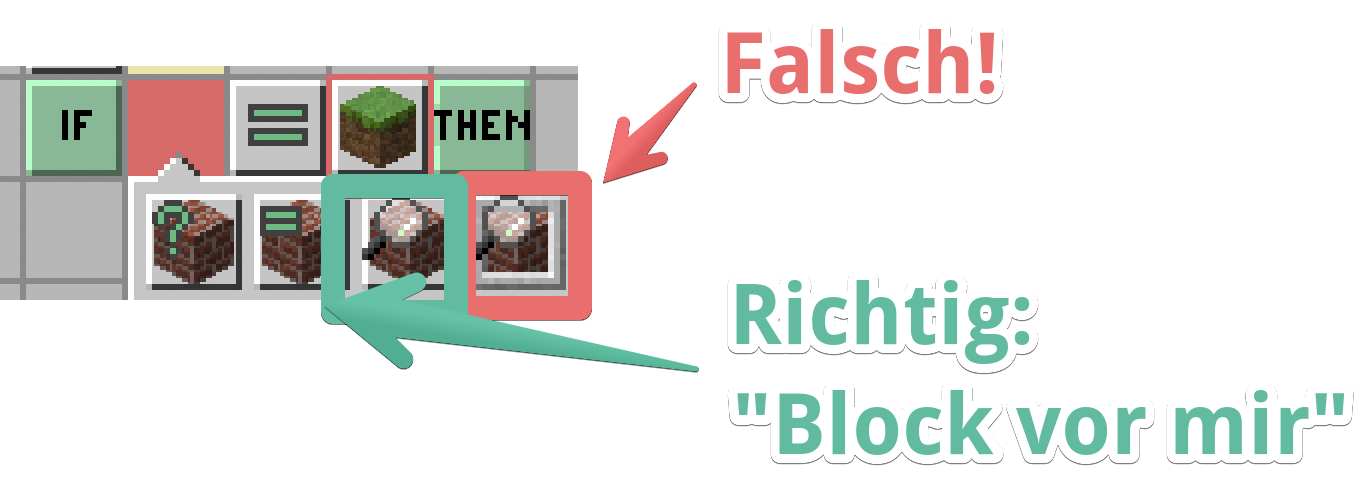 Falsch!
IF = THEN
? =
Richtig:
"Block vor mir"